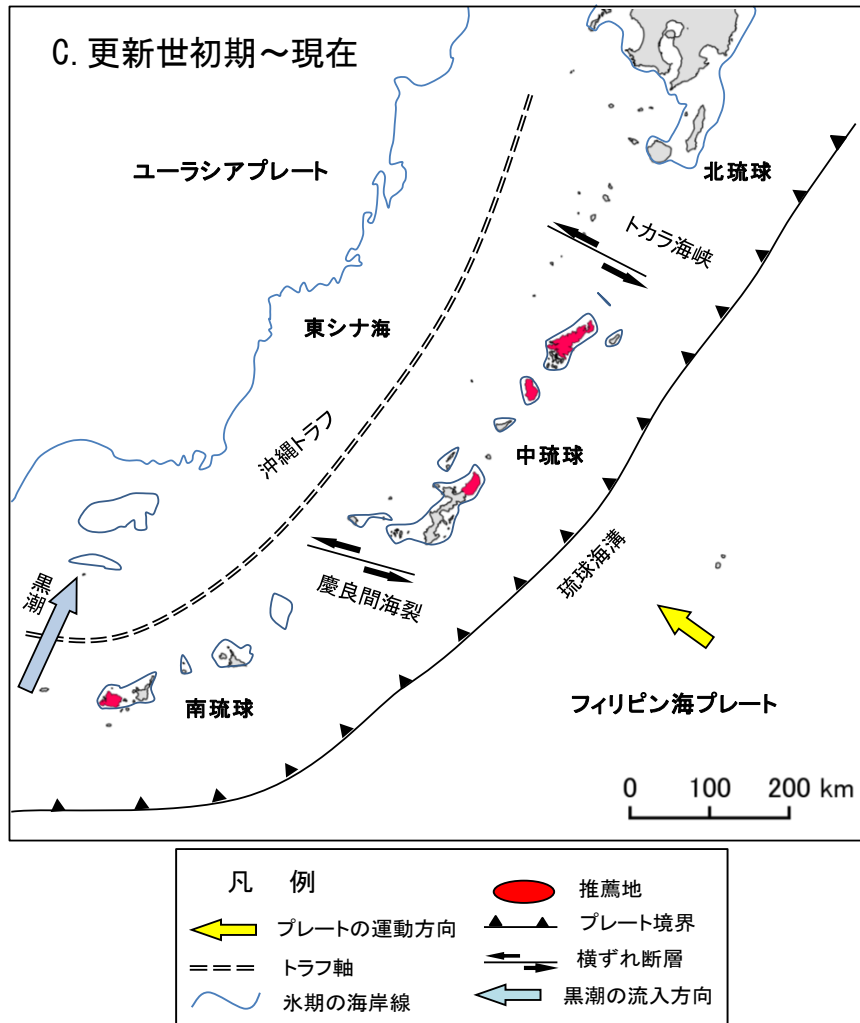 C. 更新世初期～現在
ユーラシアプレート
北琉球
トカラ海峡
東シナ海
沖縄トラフ
中琉球
琉球海溝
慶良間海裂
黒潮
南琉球
フィリピン海プレート
0 100 200 km
凡 例
推薦地
プレートの運動方向
プレート境界
トラフ軸
横ずれ断層
氷期の海岸線
黒潮の流入方向